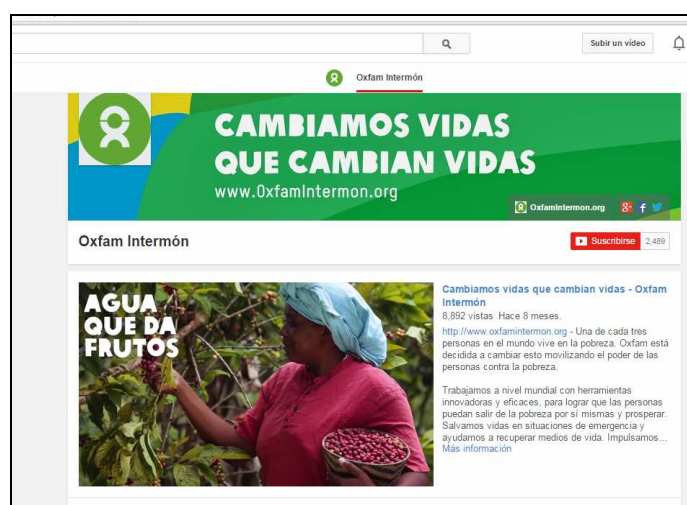 Subir un vídeo
Oxfam Intermón
CAMBIAMOS VIDAS
QUE CAMBIAN VIDAS
www.OxfamIntermon.org
OxfamIntermon.org
Oxfam Intermón
Suscribirse 2,489
AGUA
QUE DA
FRUTOS
Cambiamos vidas que cambian vidas - Oxfam
Intermón
8,892 vistas Hace 8 meses.
http://www.oxfamintermon.org - Una de cada tres
personas en el mundo vive en la pobreza. Oxfam está
decidida a cambiar esto movilizando el poder de las
personas contra la pobreza.
Trabajamos a nivel mundial con herramientas
innovadoras y eficaces, para lograr que las personas
puedan salir de la pobreza por sí mismas y prosperar.
Salvamos vidas en situaciones de emergencia y
ayudamos a recuperar medios de vida. Impulsamos...
Más información